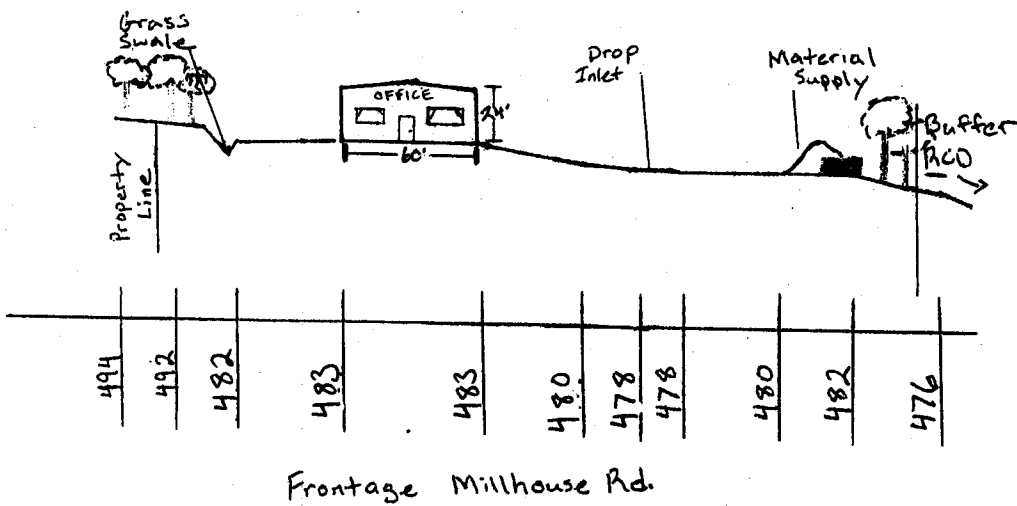 Grass
Swale
OFFICE
24'
60'
Drop
Inlet
Material
Supply
Buffer
RCD
Property
Line
494
492
482
483
483
480
478
478
480
482
476
Frontage Millhouse Rd.